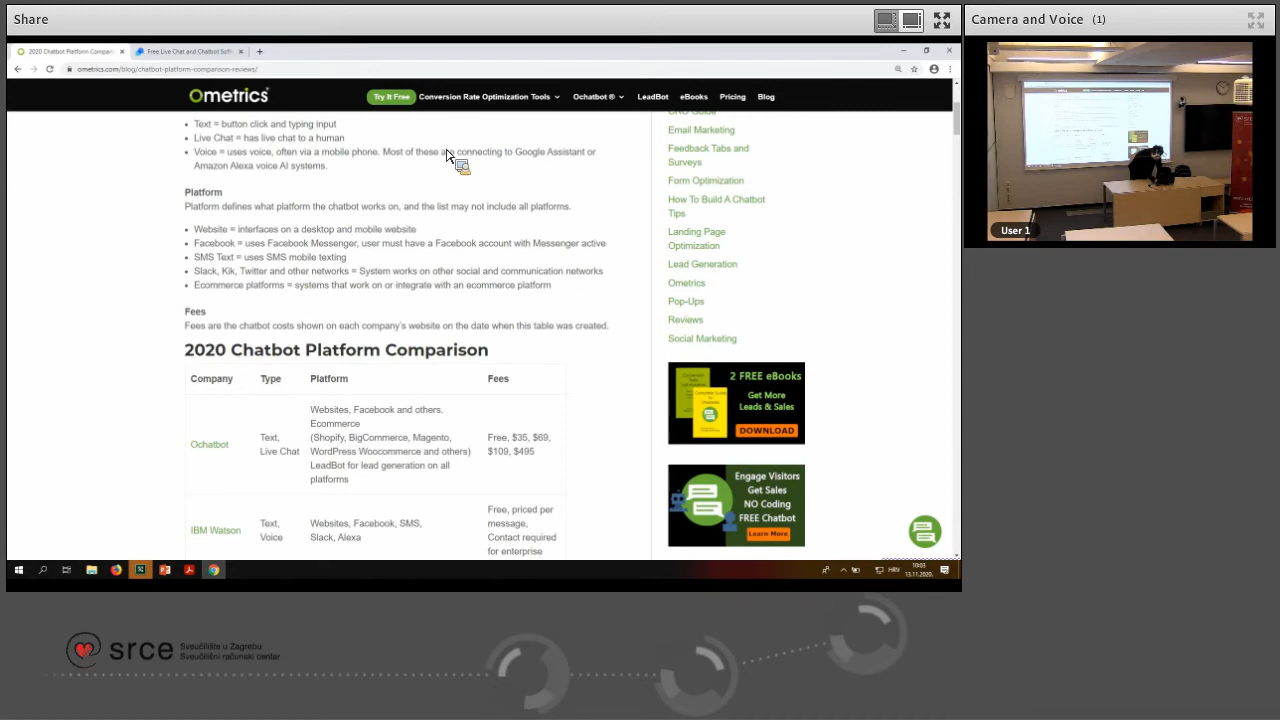 Share
Camera and Voice (1)
2020 Chatbot Platform Compari
Free Live Chat and Chatbot Soft
ometrics.com/blog/chatbot-platform-comparison-reviews/
Ometrics
Try It Free
Conversion Rate Optimization Tools
Ochatbot ®
LeadBot
eBooks
Pricing
Blog
Text = button click and typing input
Live Chat = has live chat to a human
Voice = uses voice, often via a mobile phone. Most of these are connecting to Google Assistant or
Amazon Alexa voice AI systems.
Platform
Platform defines what platform the chatbot works on, and the list may not include all platforms.
Website = interfaces on a desktop and mobile website
Facebook = uses Facebook Messenger, user must have a Facebook account with Messenger active
SMS Text = uses SMS mobile texting
Slack, Kik, Twitter and other networks = System works on other social and communication networks
Ecommerce platforms = systems that work on or integrate with an ecommerce platform
Fees
Fees are the chatbot costs shown on each company's website on the date when this table was created.
2020 Chatbot Platform Comparison
Company Type Platform Fees
Ochatbot
Text,
Live Chat
Websites, Facebook and others.
Ecommerce
(Shopify, BigCommerce, Magento,
WordPress Woocommerce and others)
LeadBot for lead generation on all
platforms
Free, $35, $69,
$109, $495
IBM Watson
Text,
Voice
Websites, Facebook, SMS,
Slack, Alexa
Free, priced per
message,
Contact required
for enterprise
Email Marketing
Feedback Tabs and
Surveys
Form Optimization
How To Build A Chatbot
Tips
Landing Page
Optimization
Lead Generation
Ometrics
Pop-Ups
Reviews
Social Marketing
2 FREE eBooks
Get More
Leads & Sales
DOWNLOAD
Engage Visitors
Get Sales
NO Coding
FREE Chatbot
Learn More
User 1
HRV
10:03
13.11.2020.
srce
Sveučilište u Zagrebu
Sveučilišni računski centar